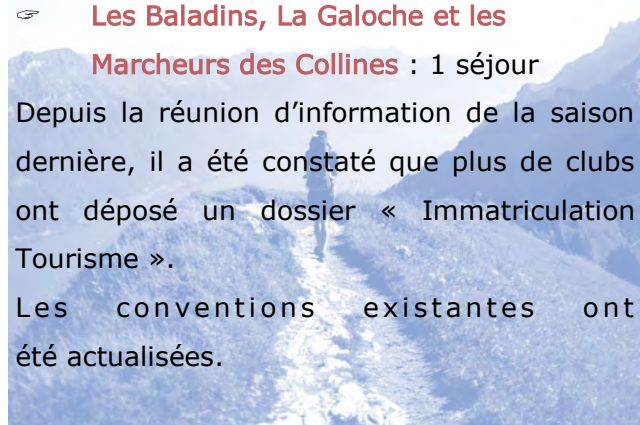 ☞ Les Baladins, La Galoche et les
Marcheurs des Collines : 1 séjour
Depuis la réunion d’information de la saison
dernière, il a été constaté que plus de clubs
ont déposé un dossier « Immatriculation
Tourisme ».
Les conventions existantes ont
été actualisées.